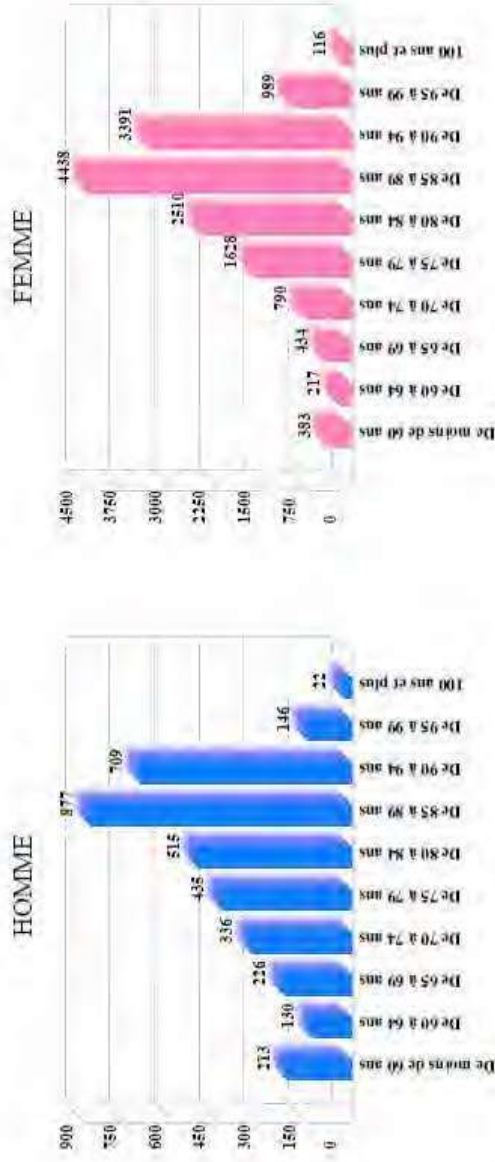 HOMME
900
750
600
450
300
150
0
213
130
226
336
435
515
877
709
146
22
De moins de 60 ans
De 60 à 64 ans
De 65 à 69 ans
De 70 à 74 ans
De 75 à 79 ans
De 80 à 84 ans
De 85 à 89 ans
De 90 à 94 ans
De 95 à 99 ans
100 ans et plus
FEMME
4500
3750
3000
2250
1500
750
0
383
217
434
790
1628
2510
4438
3391
989
116
De moins de 60 ans
De 60 à 64 ans
De 65 à 69 ans
De 70 à 74 ans
De 75 à 79 ans
De 80 à 84 ans
De 85 à 89 ans
De 90 à 94 ans
De 95 à 99 ans
100 ans et plus